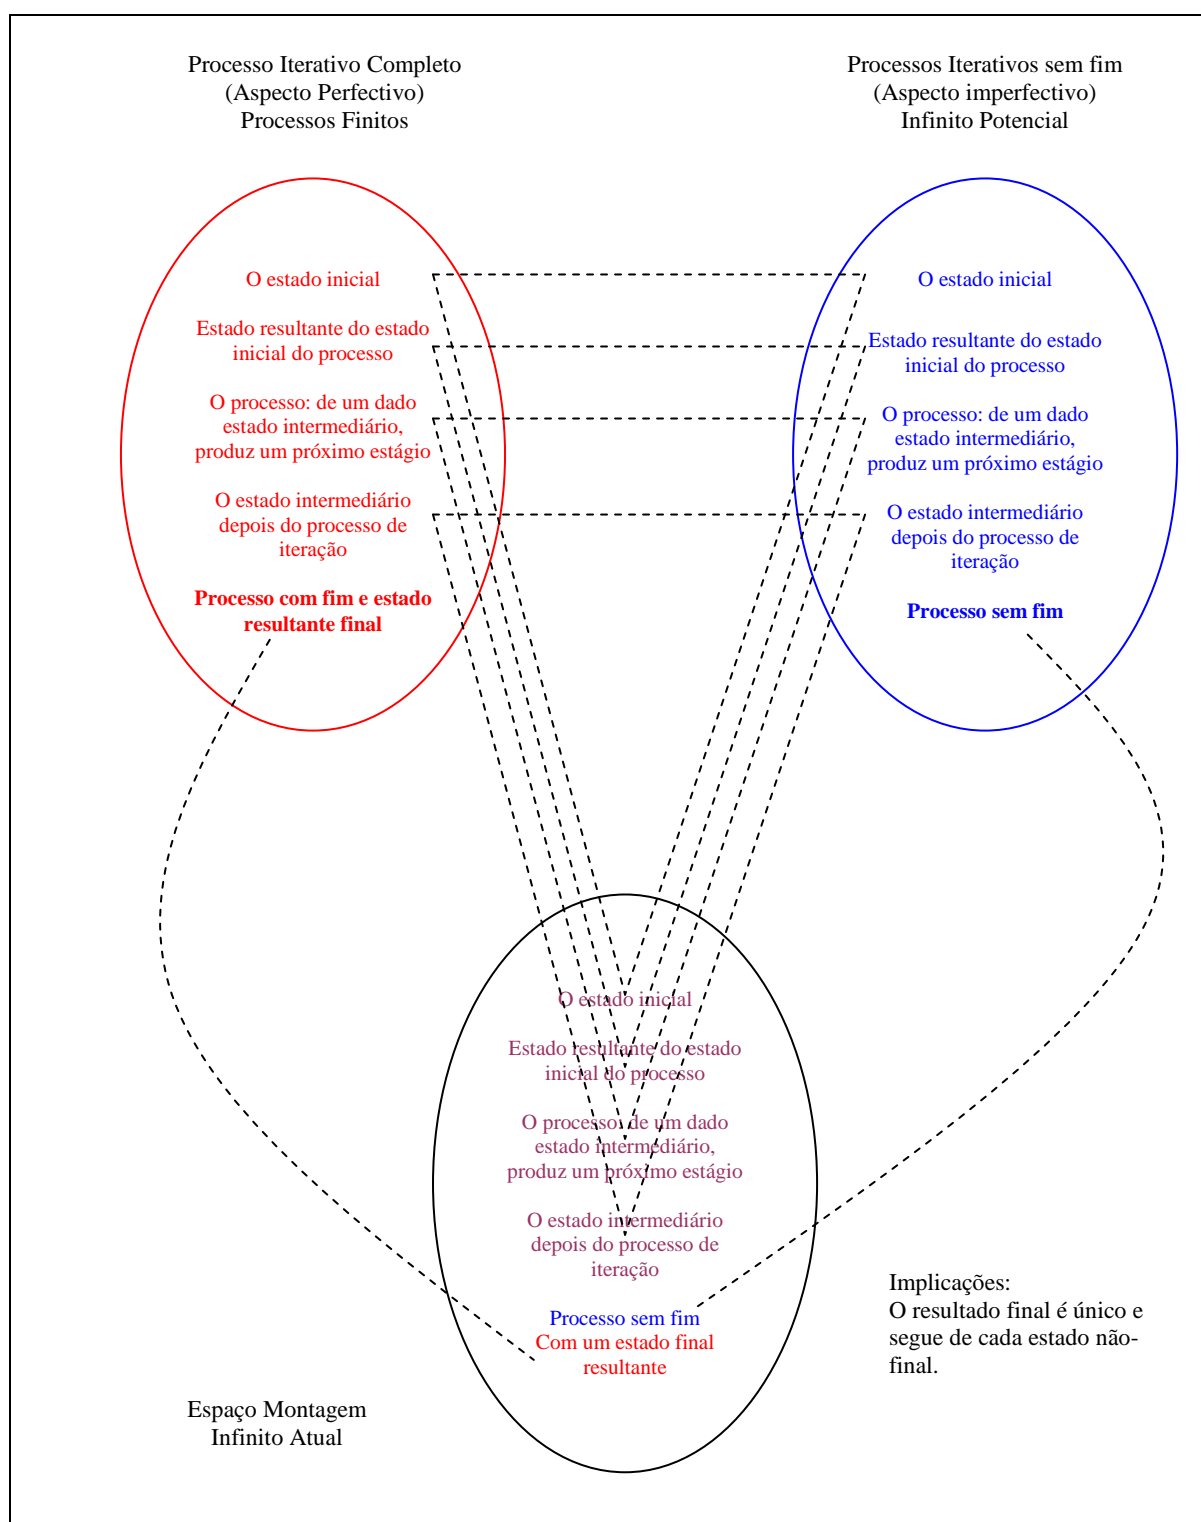 Processo Iterativo Completo
(Aspecto Perfectivo)
Processos Finitos
Processos Iterativos sem fim
(Aspecto imperfectivo)
Infinito Potencial
O estado inicial
Estado resultante do estado
inicial do processo
O processo: de um dado
estado intermediário,
produz um próximo estágio
O estado intermediário
depois do processo de
iteração
Processo com fim e estado
resultante final
O estado inicial
Estado resultante do estado
inicial do processo
O processo: de um dado
estado intermediário,
produz um próximo estágio
O estado intermediário
depois do processo de
iteração
Processo sem fim
O estado inicial
Estado resultante do estado
inicial do processo
O processo: de um dado
estado intermediário,
produz um próximo estágio
O estado intermediário
depois do processo de
iteração
Processo sem fim
Com um estado final
resultante
Implicações:
O resultado final é único e
segue de cada estado não-
final.
Espaço Montagem
Infinito Atual